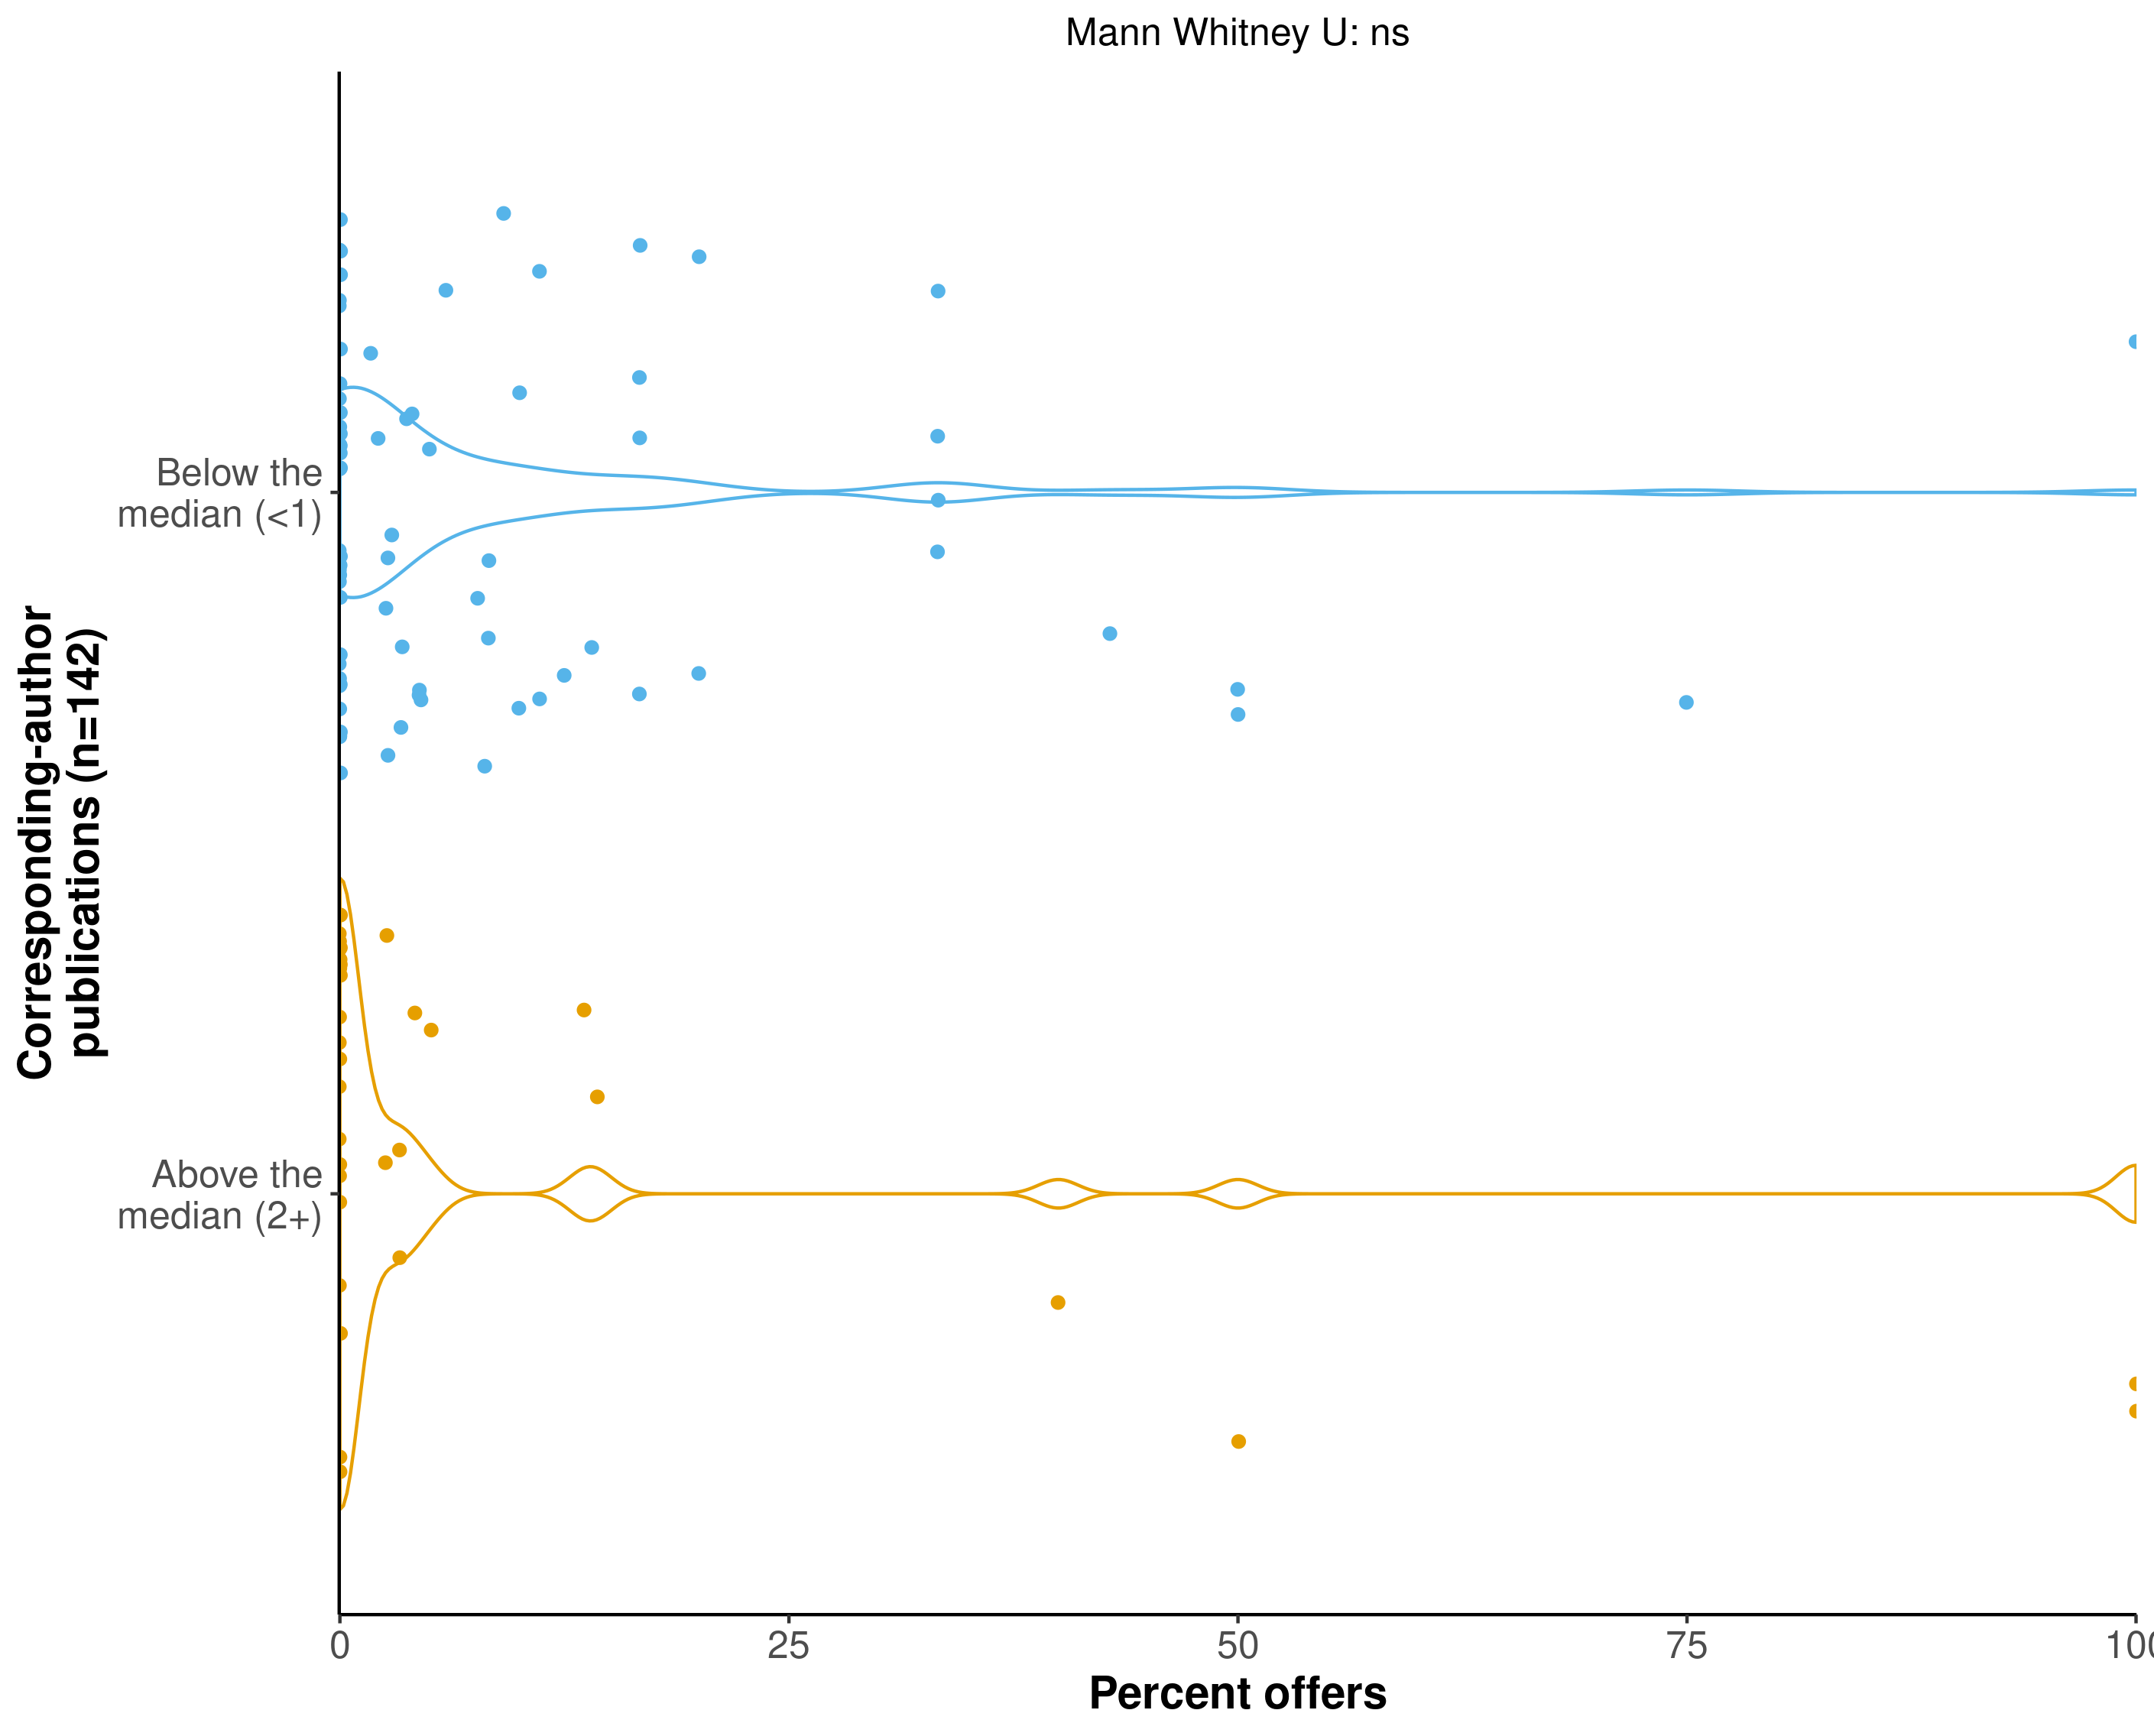 Mann Whitney U: ns
Corresponding-author
publications (n=142)
Below the
median (<1)
Above the
median (2+)
0
25
50
75
100
Percent offers